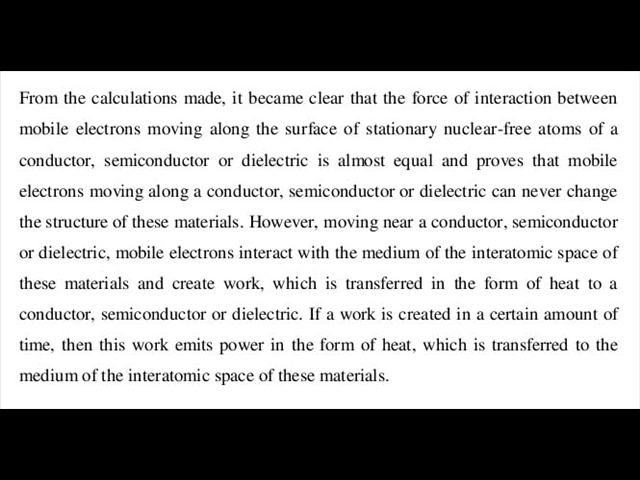 From the calculations made, it became clear that the force of interaction between
mobile electrons moving along the surface of stationary nuclear-free atoms of a
conductor, semiconductor or dielectric is almost equal and proves that mobile
electrons moving along a conductor, semiconductor or dielectric can never change
the structure of these materials. However, moving near a conductor, semiconductor
or dielectric, mobile electrons interact with the medium of the interatomic space of
these materials and create work, which is transferred in the form of heat to a
conductor, semiconductor or dielectric. If a work is created in a certain amount of
time, then this work emits power in the form of heat, which is transferred to the
medium of the interatomic space of these materials.